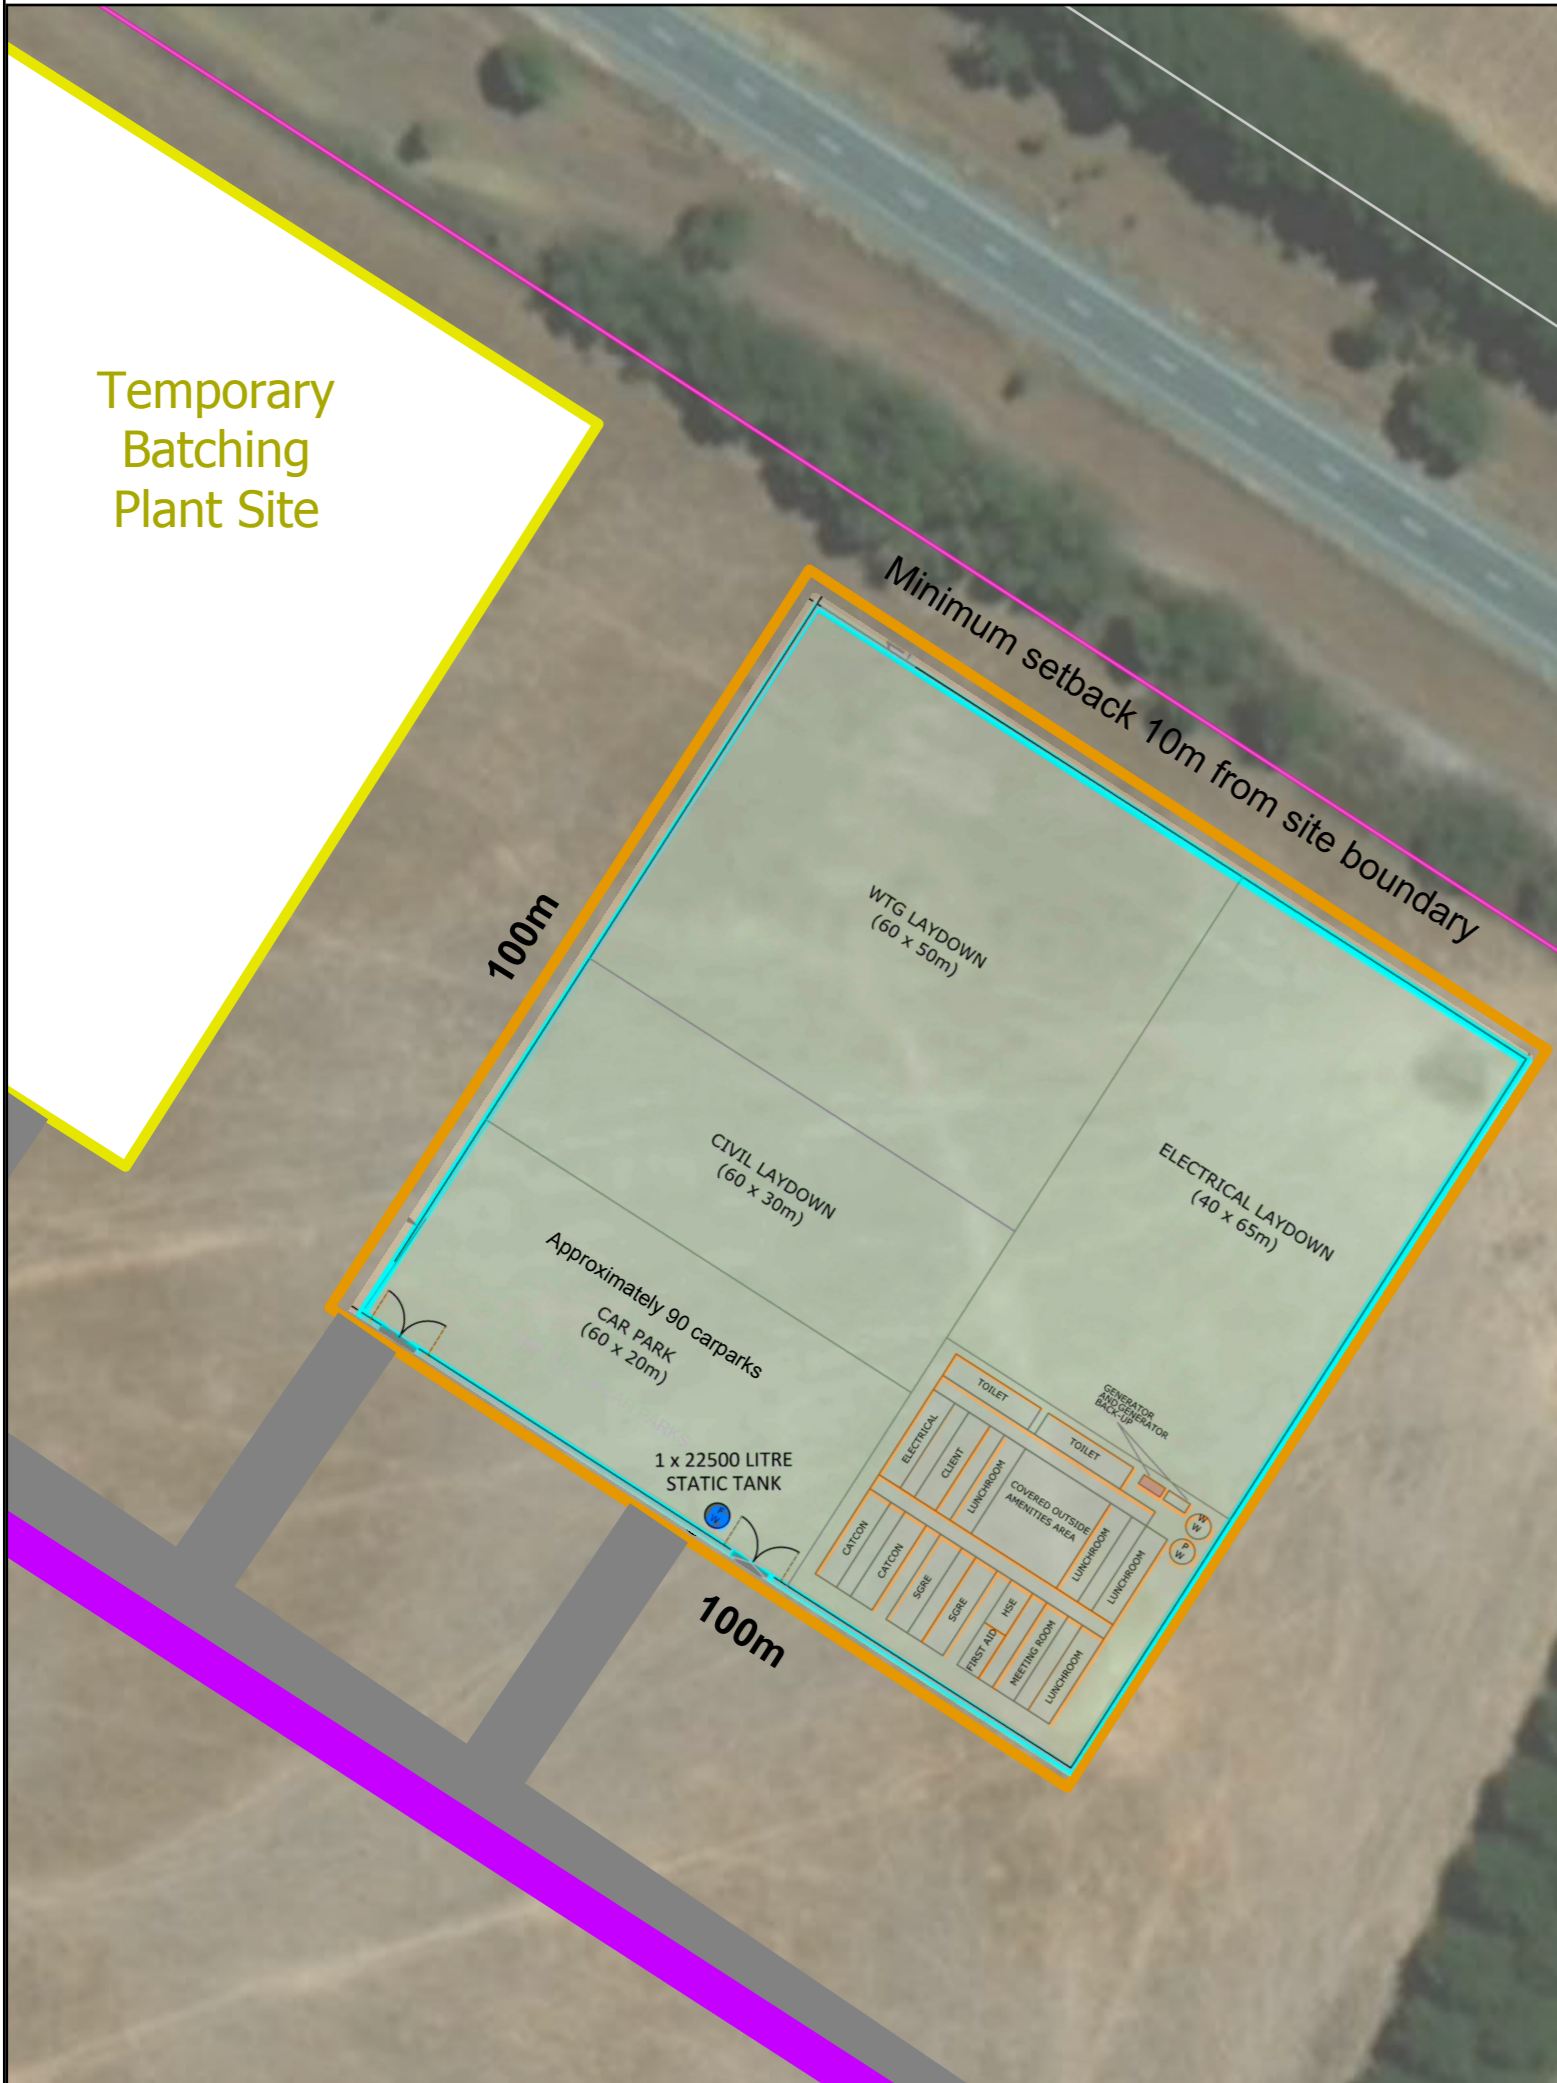 Temporary
Batching
Plant Site
Minimum setback 10m from site boundary
100m
WTG LAYDOWN
(60 x 50m)
CIVIL LAYDOWN
(60 x 30m)
ELECTRICAL LAYDOWN
(40 x 65m)
Approximately 90 carparks
CAR PARK
(60 x 20m)
1 x 22500 LITRE
STATIC TANK
F
W
100m
GENERATOR
AND GENERATOR
BACK-UP
TOILET
TOILET
ELECTRICAL
CLIENT
LUNCHROOM
COVERED OUTSIDE
AMENITIES AREA
LUNCHROOM
LUNCHROOM
W
W
P
W
CATCON
CATCON
SGRE
SGRE
HSE
FIRST AID
MEETING ROOM
LUNCHROOM